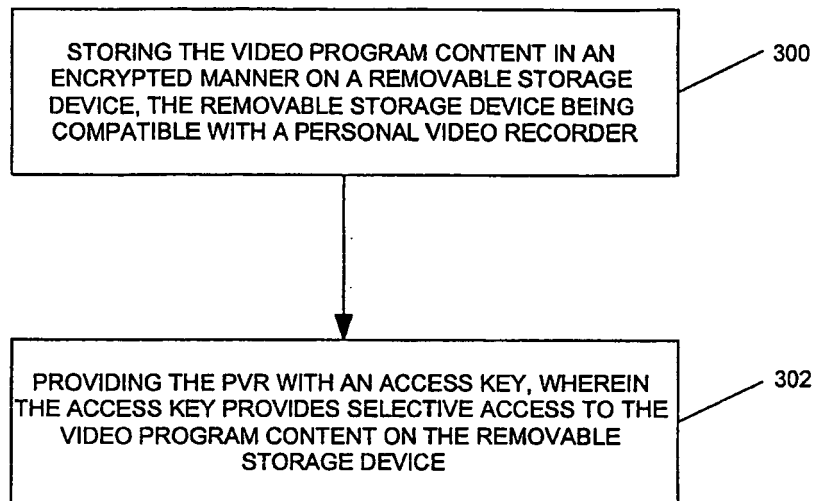 STORING THE VIDEO PROGRAM CONTENT IN AN
ENCRYPTED MANNER ON A REMOVABLE STORAGE
DEVICE, THE REMOVABLE STORAGE DEVICE BEING
COMPATIBLE WITH A PERSONAL VIDEO RECORDER
300
PROVIDING THE PVR WITH AN ACCESS KEY, WHEREIN
THE ACCESS KEY PROVIDES SELECTIVE ACCESS TO THE
VIDEO PROGRAM CONTENT ON THE REMOVABLE
STORAGE DEVICE
302